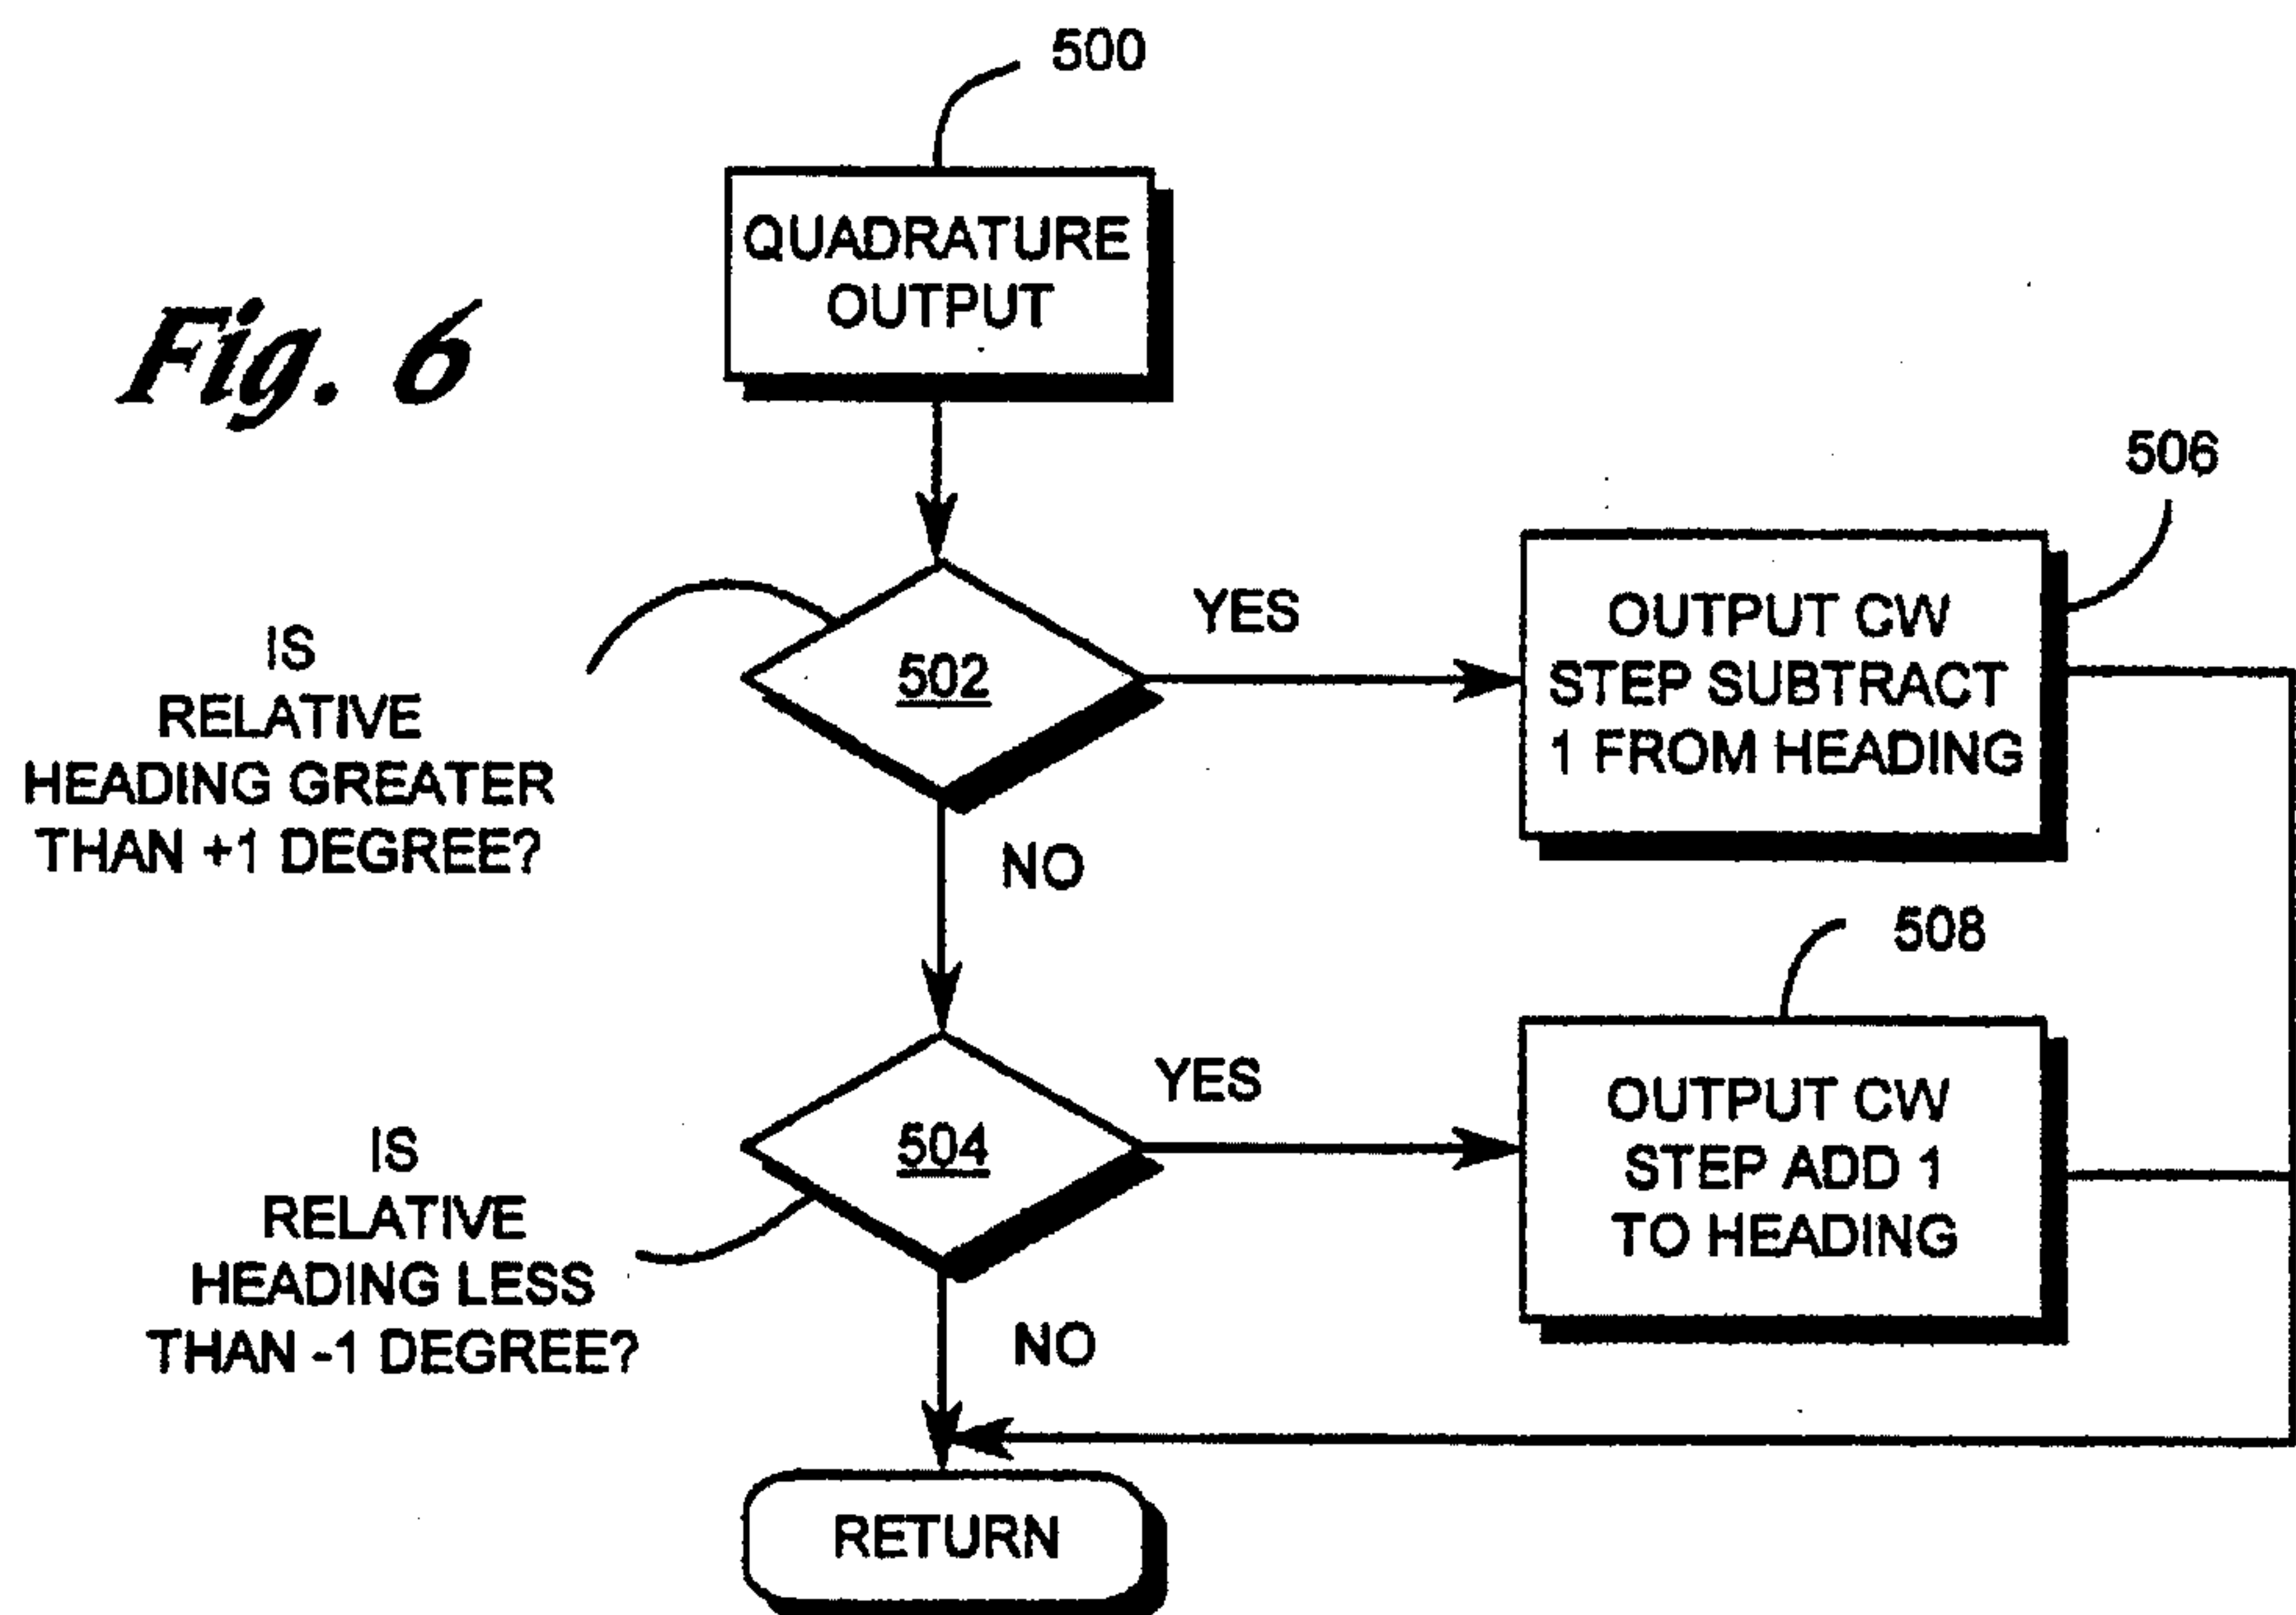 500
QUADRATURE
OUTPUT
Fig. 6
506
YES
OUTPUT CW
STEP SUBTRACT
1 FROM HEADING
502
IS
RELATIVE
HEADING GREATER
THAN +1 DEGREE?
NO
508
YES
OUTPUT CW
STEP ADD 1
TO HEADING
504
IS
RELATIVE
HEADING LESS
THAN -1 DEGREE?
NO
RETURN